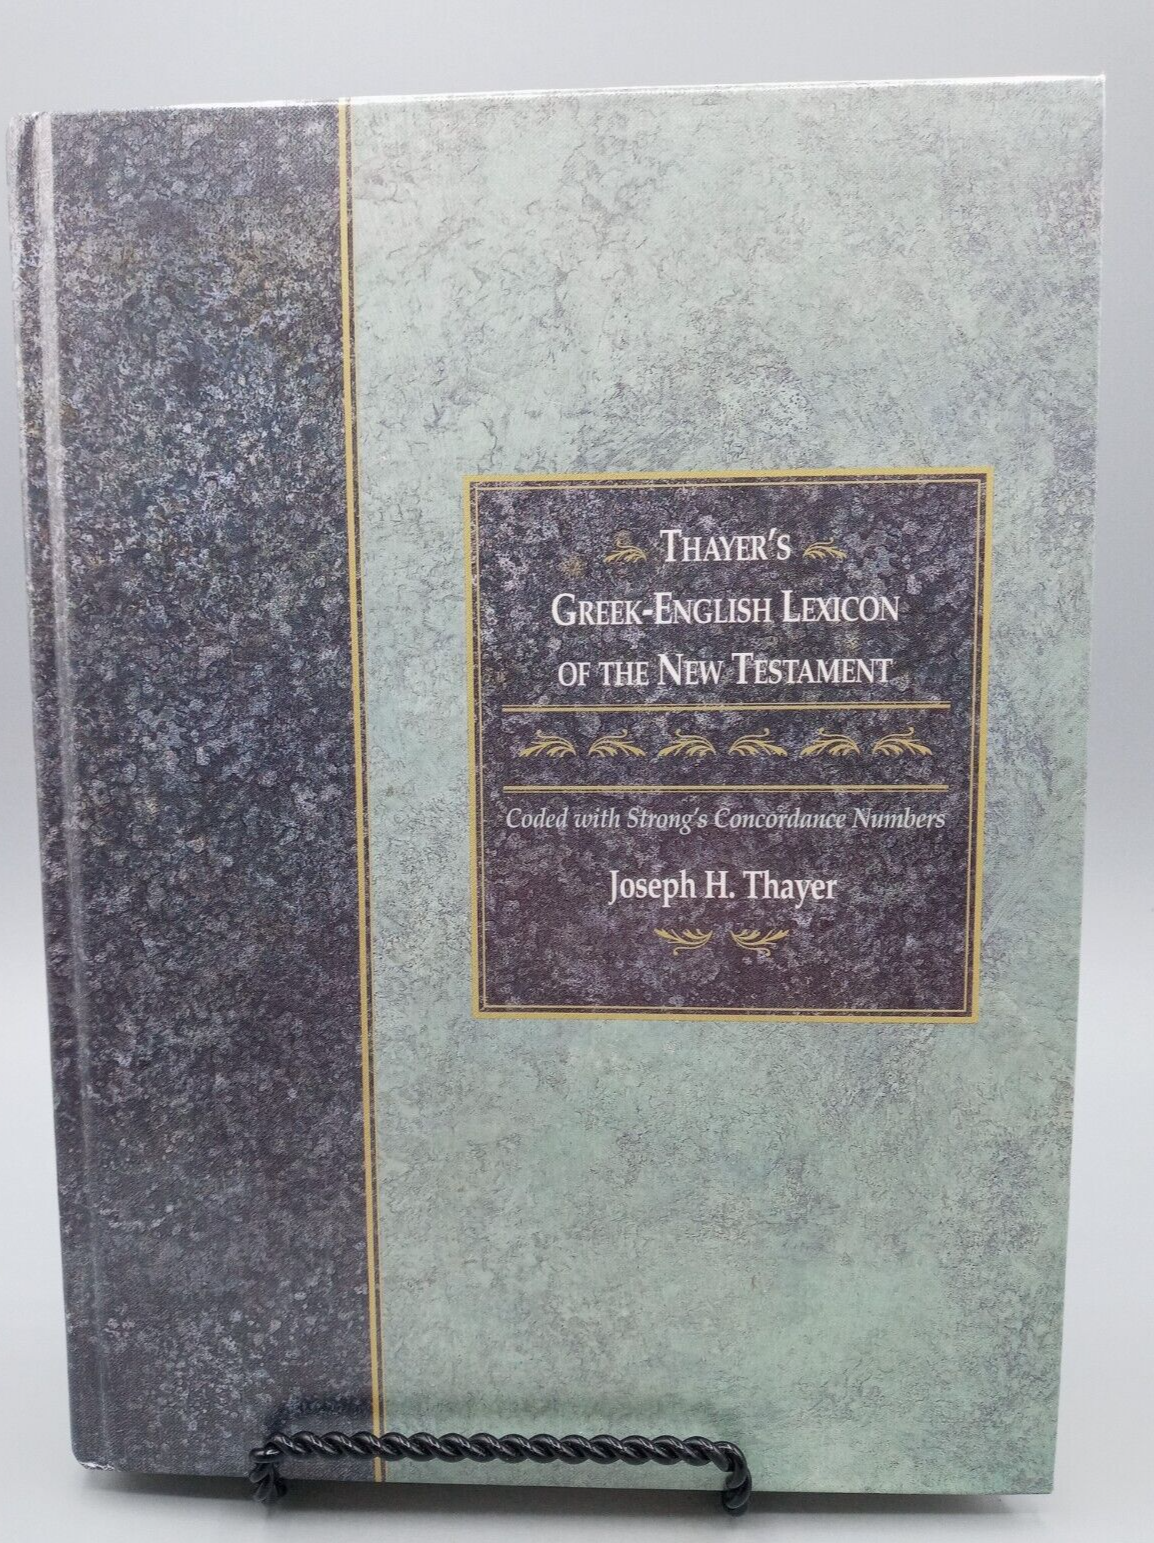 THAYER'S
GREEK-ENGLISH LEXICON
OF THE NEW TESTAMENT
Coded with Strong's Concordance Numbers
Joseph H. Thayer